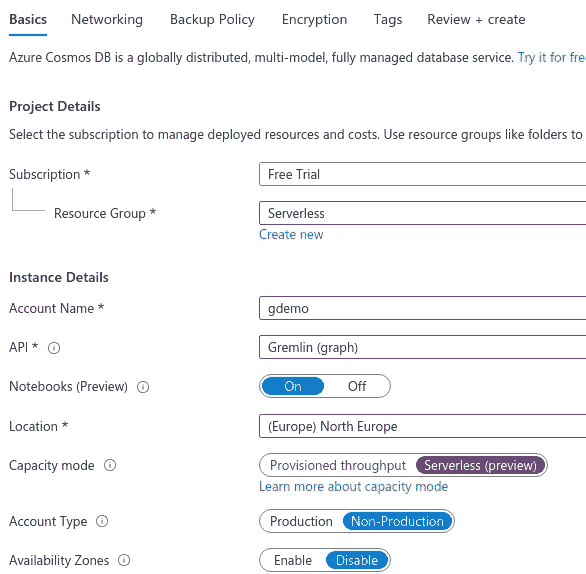 Basics Networking Backup Policy Encryption Tags Review + create
Azure Cosmos DB is a globally distributed, multi-model, fully managed database service. Try it for fre
Project Details
Select the subscription to manage deployed resources and costs. Use resource groups like folders to
Subscription * Free Trial
Resource Group * Serverless
Create new
Instance Details
Account Name * gdemo
API * Gremlin (graph)
Notebooks (Preview) On Off
Location * (Europe) North Europe
Capacity mode Provisioned throughput Serverless (preview)
Learn more about capacity mode
Account Type Production Non-Production
Availability Zones Enable Disable